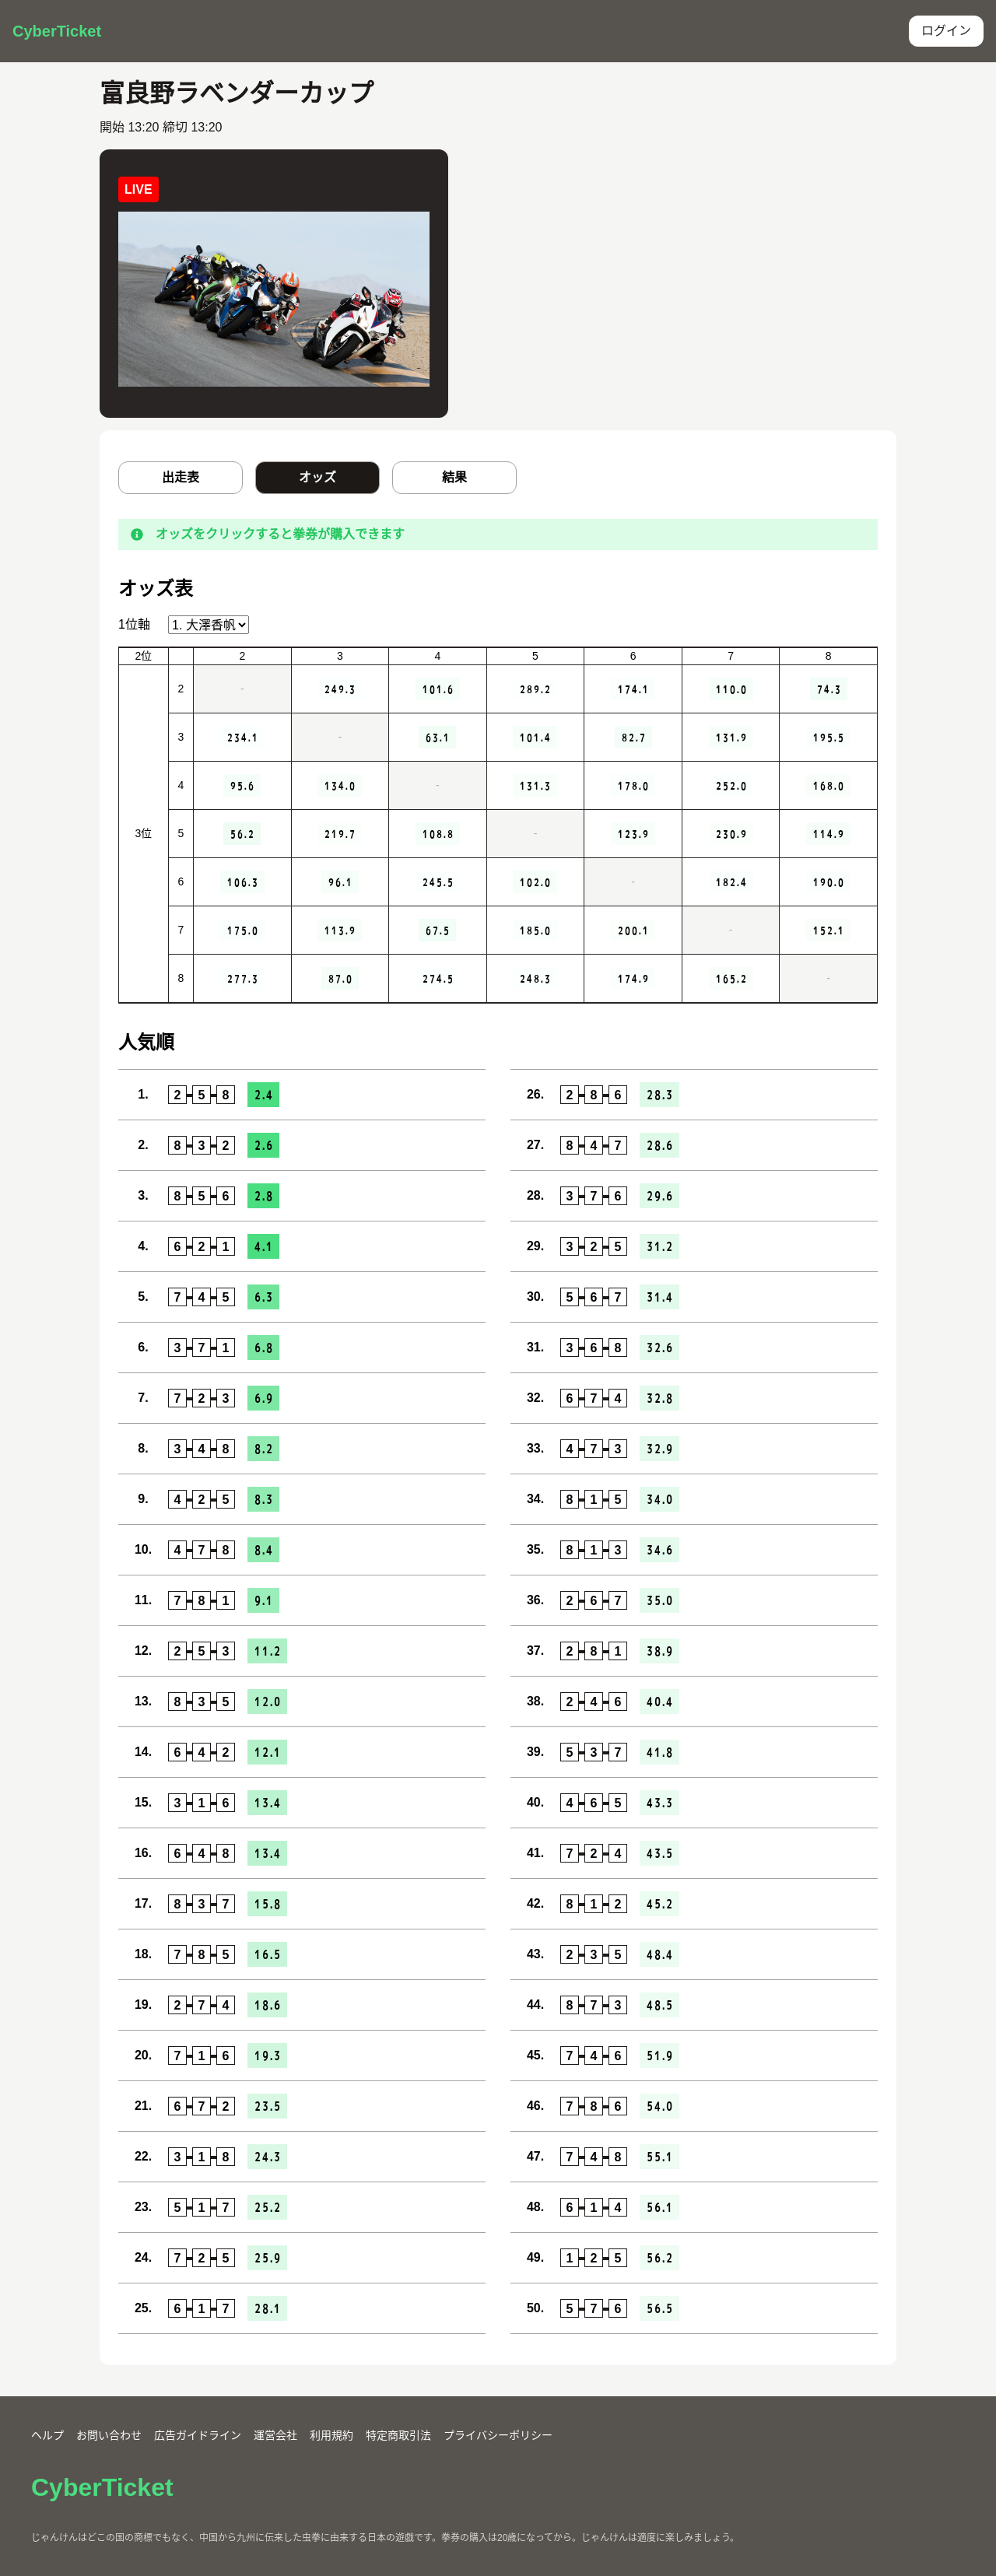 CyberTicket
ログイン
富良野ラベンダーカップ
開始 13:20 締切 13:20
LIVE
出走表 オッズ 結果
オッズをクリックすると拳券が購入できます
オッズ表
1位軸 1. 大澤香帆
2位 2 3 4 5 6 7 8
2 - 249.3 101.6 289.2 174.1 110.0 74.3
3 234.1 - 63.1 101.4 82.7 131.9 195.5
4 95.6 134.0 - 131.3 178.0 252.0 168.0
3位 5 56.2 219.7 108.8 - 123.9 230.9 114.9
6 106.3 96.1 245.5 102.0 - 182.4 190.0
7 175.0 113.9 67.5 185.0 200.1 - 152.1
8 277.3 87.0 274.5 248.3 174.9 165.2 -
人気順
1. 2-5-8 2.4
2. 8-3-2 2.6
3. 8-5-6 2.8
4. 6-2-1 4.1
5. 7-4-5 6.3
6. 3-7-1 6.8
7. 7-2-3 6.9
8. 3-4-8 8.2
9. 4-2-5 8.3
10. 4-7-8 8.4
11. 7-8-1 9.1
12. 2-5-3 11.2
13. 8-3-5 12.0
14. 6-4-2 12.1
15. 3-1-6 13.4
16. 6-4-8 13.4
17. 8-3-7 15.8
18. 7-8-5 16.5
19. 2-7-4 18.6
20. 7-1-6 19.3
21. 6-7-2 23.5
22. 3-1-8 24.3
23. 5-1-7 25.2
24. 7-2-5 25.9
25. 6-1-7 28.1
26. 2-8-6 28.3
27. 8-4-7 28.6
28. 3-7-6 29.6
29. 3-2-5 31.2
30. 5-6-7 31.4
31. 3-6-8 32.6
32. 6-7-4 32.8
33. 4-7-3 32.9
34. 8-1-5 34.0
35. 8-1-3 34.6
36. 2-6-7 35.0
37. 2-8-1 38.9
38. 2-4-6 40.4
39. 5-3-7 41.8
40. 4-6-5 43.3
41. 7-2-4 43.5
42. 8-1-2 45.2
43. 2-3-5 48.4
44. 8-7-3 48.5
45. 7-4-6 51.9
46. 7-8-6 54.0
47. 7-4-8 55.1
48. 6-1-4 56.1
49. 1-2-5 56.2
50. 5-7-6 56.5
ヘルプ お問い合わせ 広告ガイドライン 運営会社 利用規約 特定商取引法 プライバシーポリシー
CyberTicket
じゃんけんはどこの国の商標でもなく、中国から九州に伝来した虫拳に由来する日本の遊戯です。拳券の購入は20歳になってから。じゃんけんは適度に楽しみましょう。